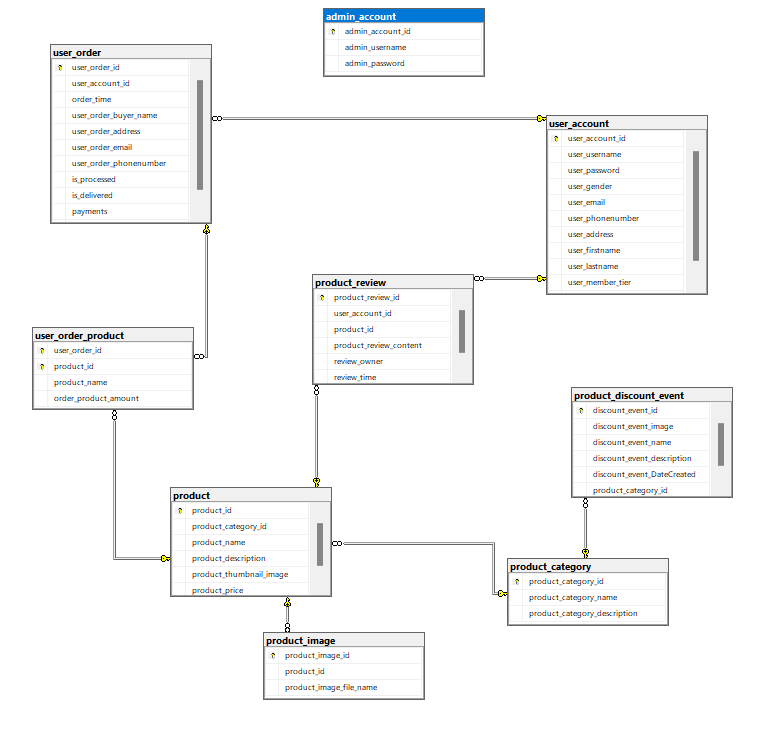 admin_account
admin_account_id
admin_username
admin_password
user_order
user_order_id
user_account_id
order_time
user_order_buyer_name
user_order_address
user_order_email
user_order_phonenumber
is_processed
is_delivered
payments
user_account
user_account_id
user_username
user_password
user_gender
user_email
user_phonenumber
user_address
user_firstname
user_lastname
user_member_tier
product_review
product_review_id
user_account_id
product_id
product_review_content
review_owner
review_time
user_order_product
user_order_id
product_id
product_name
order_product_amount
product_discount_event
discount_event_id
discount_event_image
discount_event_name
discount_event_description
discount_event_DateCreated
product_category_id
product
product_id
product_category_id
product_name
product_description
product_thumbnail_image
product_price
product_category
product_category_id
product_category_name
product_category_description
product_image
product_image_id
product_id
product_image_file_name